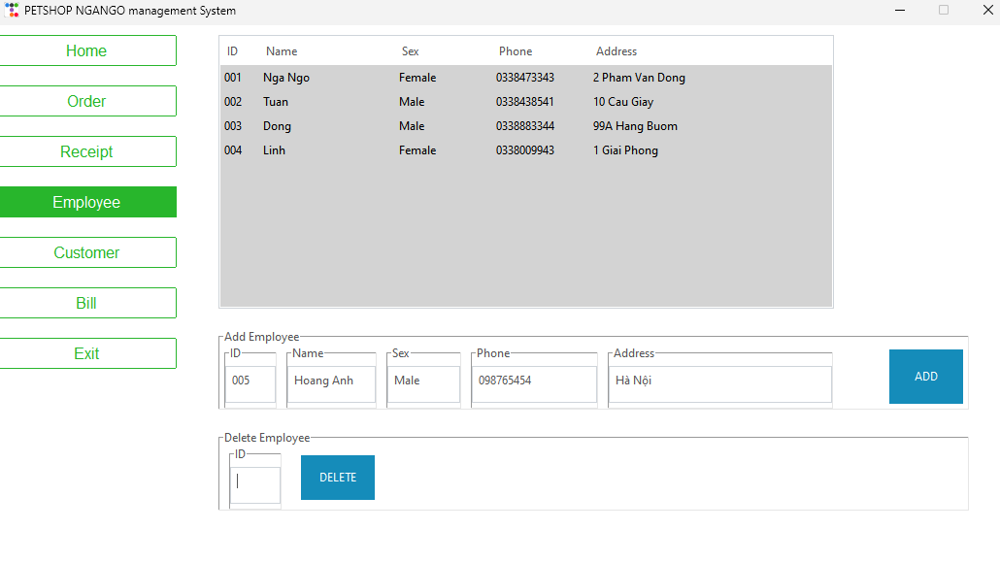 PETSHOP NGANGO management System
Home
Order
Receipt
Employee
Customer
Bill
Exit
ID Name Sex Phone Address
001 Nga Ngo Female 0338473343 2 Pham Van Dong
002 Tuan Male 0338438541 10 Cau Giay
003 Dong Male 0338883344 99A Hang Buom
004 Linh Female 0338009943 1 Giai Phong
Add Employee
ID Name Sex Phone Address
005 Hoang Anh Male 098765454 Hà Nội ADD
Delete Employee
ID
DELETE